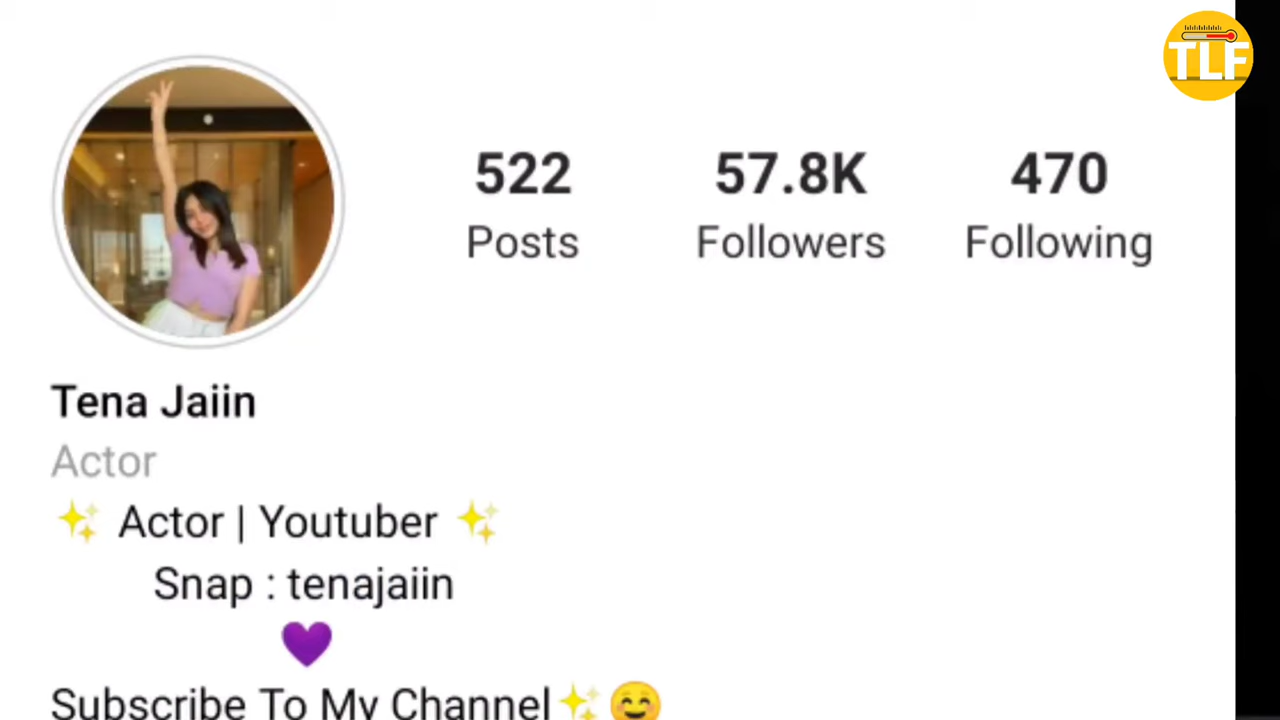 TLF
522 57.8K 470
Posts Followers Following
Tena Jaiin
Actor
✨ Actor | Youtuber ✨
Snap : tenajaiin
💜
Subscribe To My Channel✨☺️